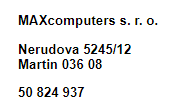 MAXcomputers s. r. o.
Nerudova 5245/12
Martin 036 08
50 824 937